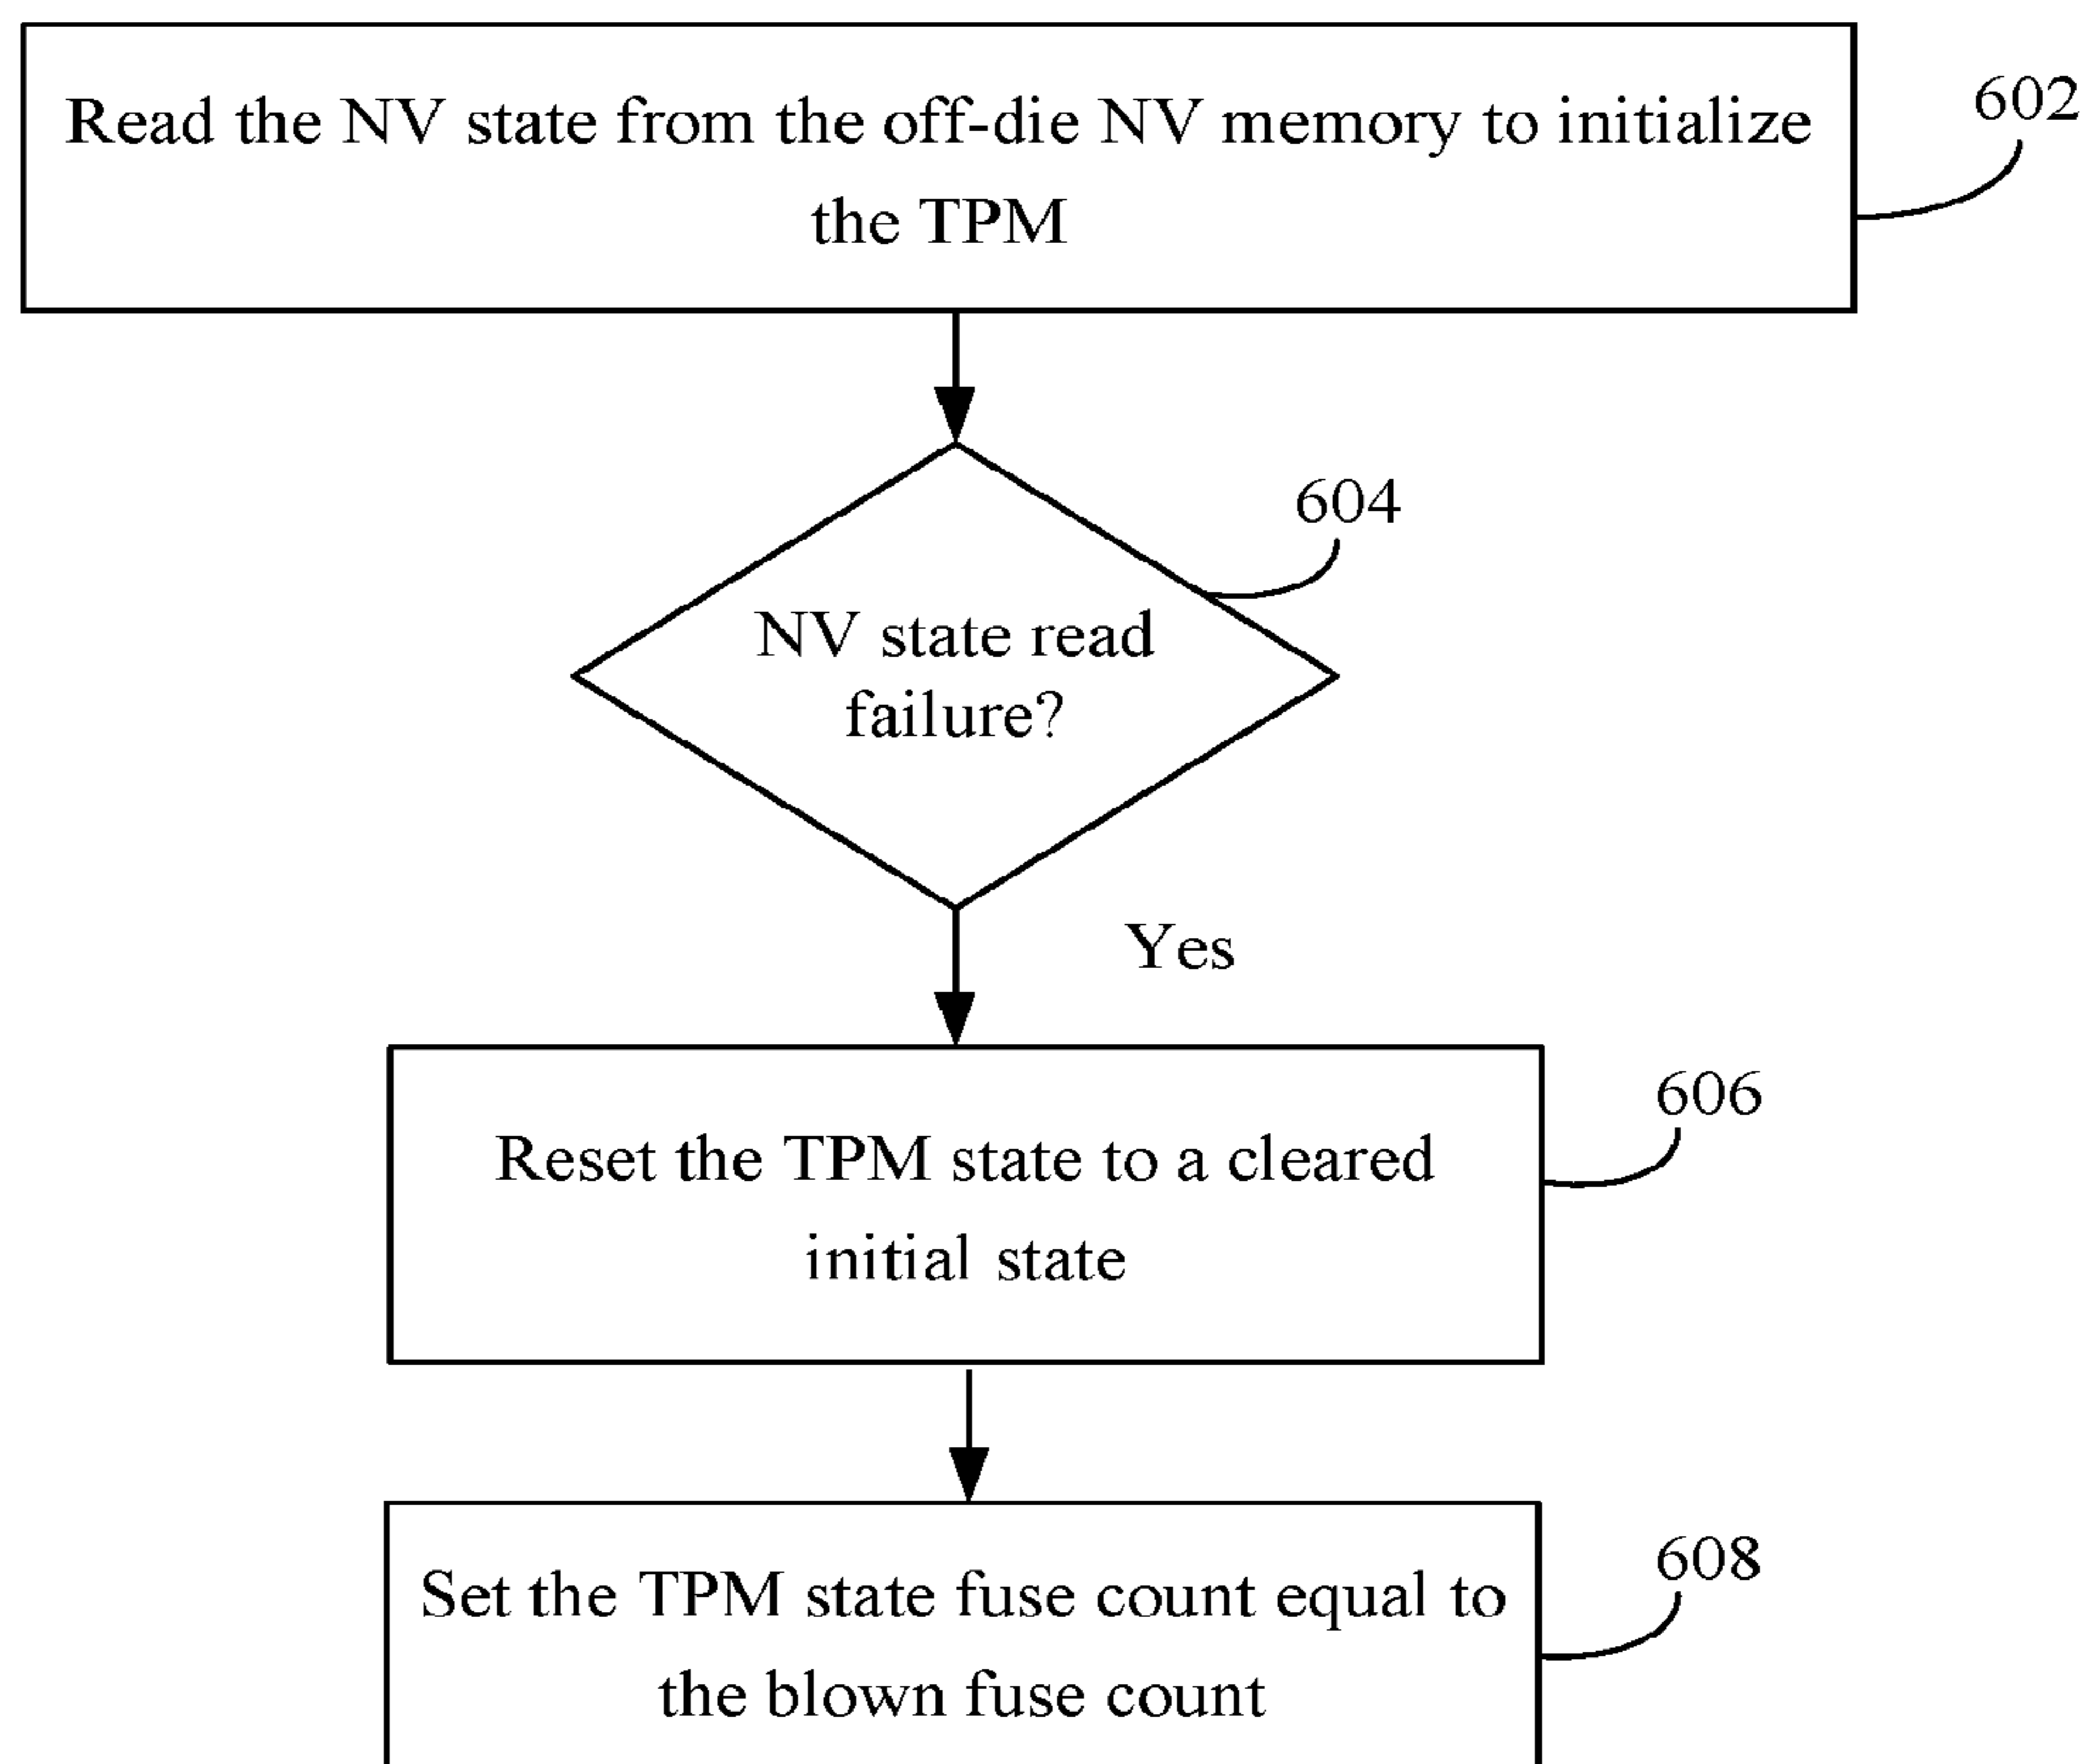 Read the NV state from the off-die NV memory to initialize
the TPM
602
604
NV state read
failure?
Yes
606
Reset the TPM state to a cleared
initial state
608
Set the TPM state fuse count equal to
the blown fuse count